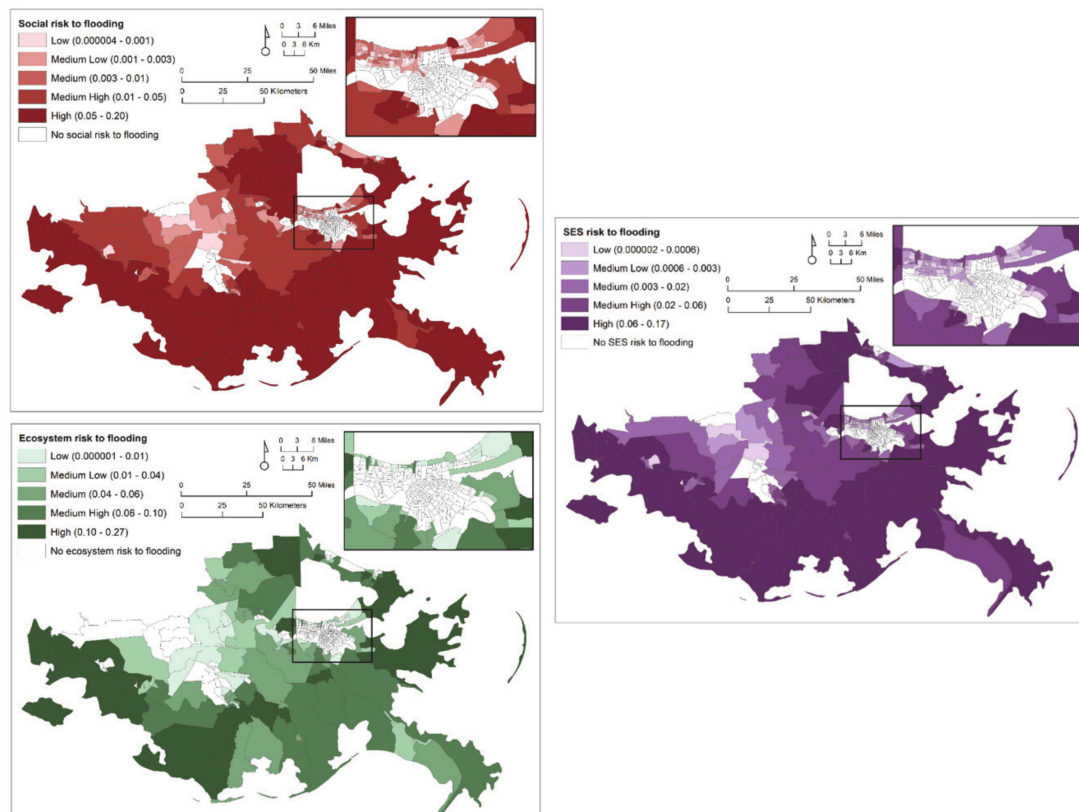 Social risk to flooding
Low (0.000004 - 0.001)
Medium Low (0.001 - 0.003)
Medium (0.003 - 0.01)
Medium High (0.01 - 0.05)
High (0.05 - 0.20)
No social risk to flooding
0 3 6 Miles
0 3 6 Km
0 25 50 Miles
0 25 50 Kilometers
Ecosystem risk to flooding
Low (0.000001 - 0.01)
Medium Low (0.01 - 0.04)
Medium (0.04 - 0.06)
Medium High (0.06 - 0.10)
High (0.10 - 0.27)
No ecosystem risk to flooding
0 3 6 Miles
0 3 6 Km
0 25 50 Miles
0 25 50 Kilometers
SES risk to flooding
Low (0.000002 - 0.0006)
Medium Low (0.0006 - 0.003)
Medium (0.003 - 0.02)
Medium High (0.02 - 0.06)
High (0.06 - 0.17)
No SES risk to flooding
0 3 6 Miles
0 3 6 Km
0 25 50 Miles
0 25 50 Kilometers